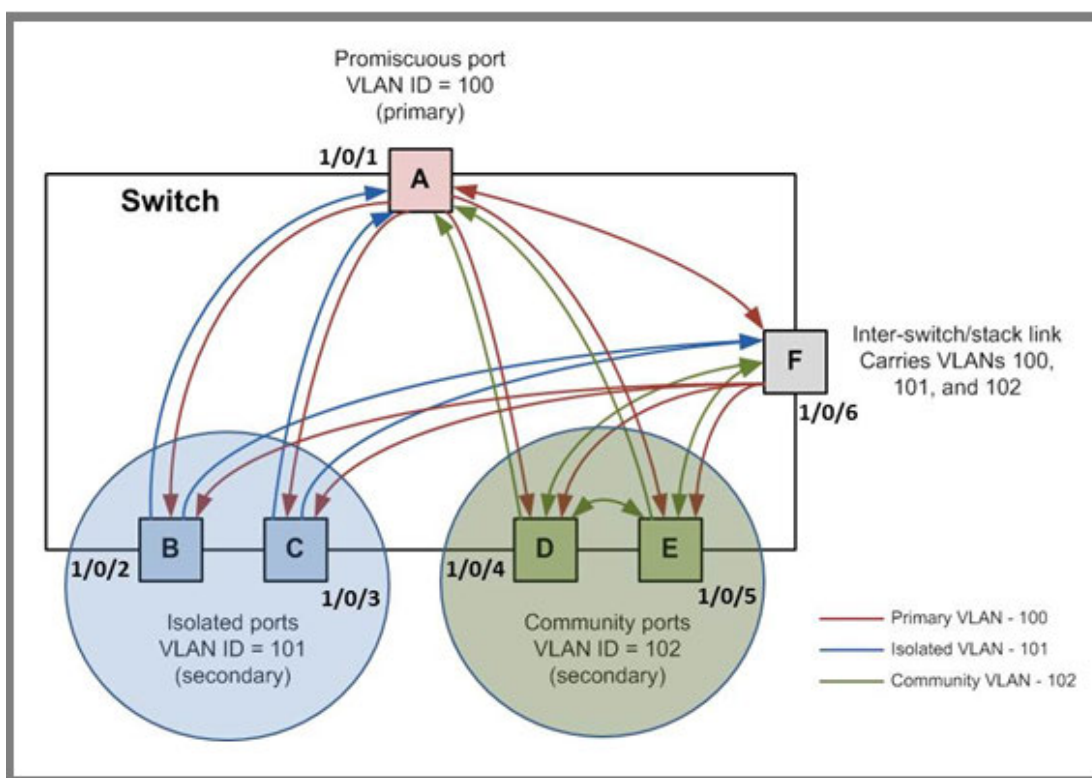 Promiscuous port
VLAN ID = 100
(primary)
1/0/1
A
Switch
F
Inter-switch/stack link
Carries VLANs 100,
101, and 102
1/0/6
B
C
D
E
1/0/2
1/0/3
1/0/4
1/0/5
Isolated ports
VLAN ID = 101
(secondary)
Community ports
VLAN ID = 102
(secondary)
Primary VLAN - 100
Isolated VLAN - 101
Community VLAN - 102